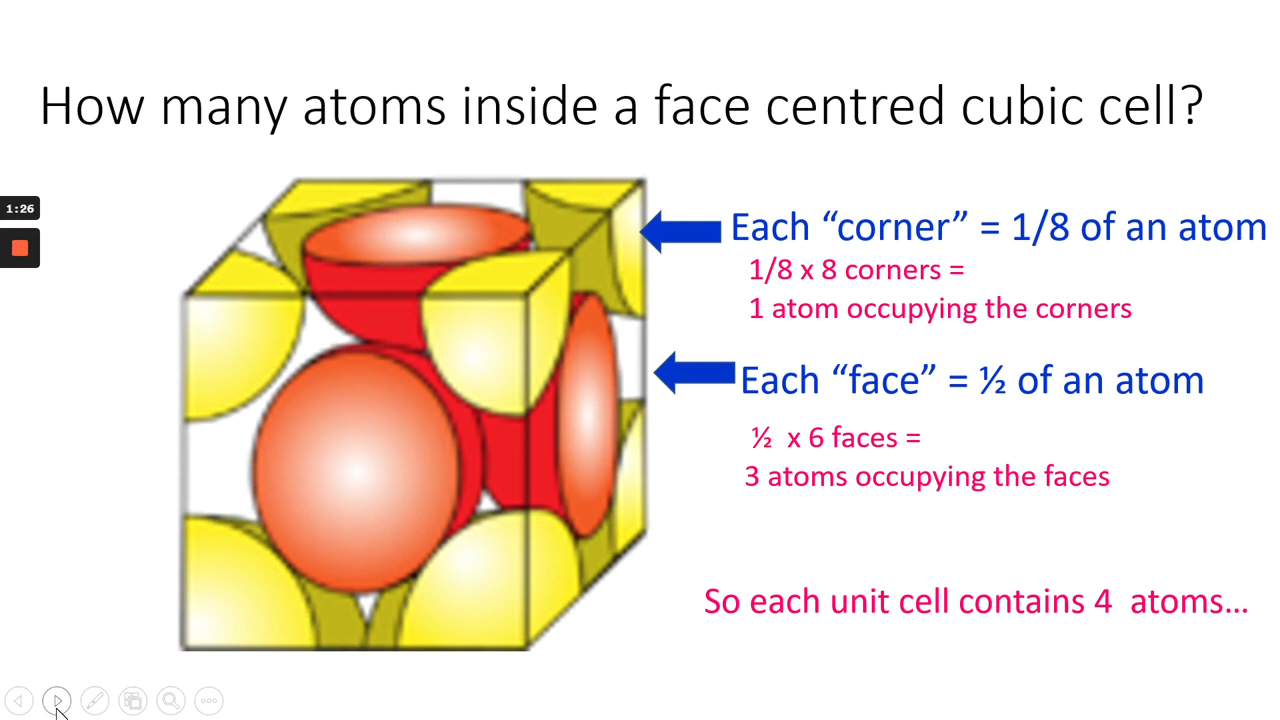 How many atoms inside a face centred cubic cell?
1:26
Each “corner” = 1/8 of an atom
1/8 x 8 corners =
1 atom occupying the corners
Each “face” = ½ of an atom
½ x 6 faces =
3 atoms occupying the faces
So each unit cell contains 4 atoms...